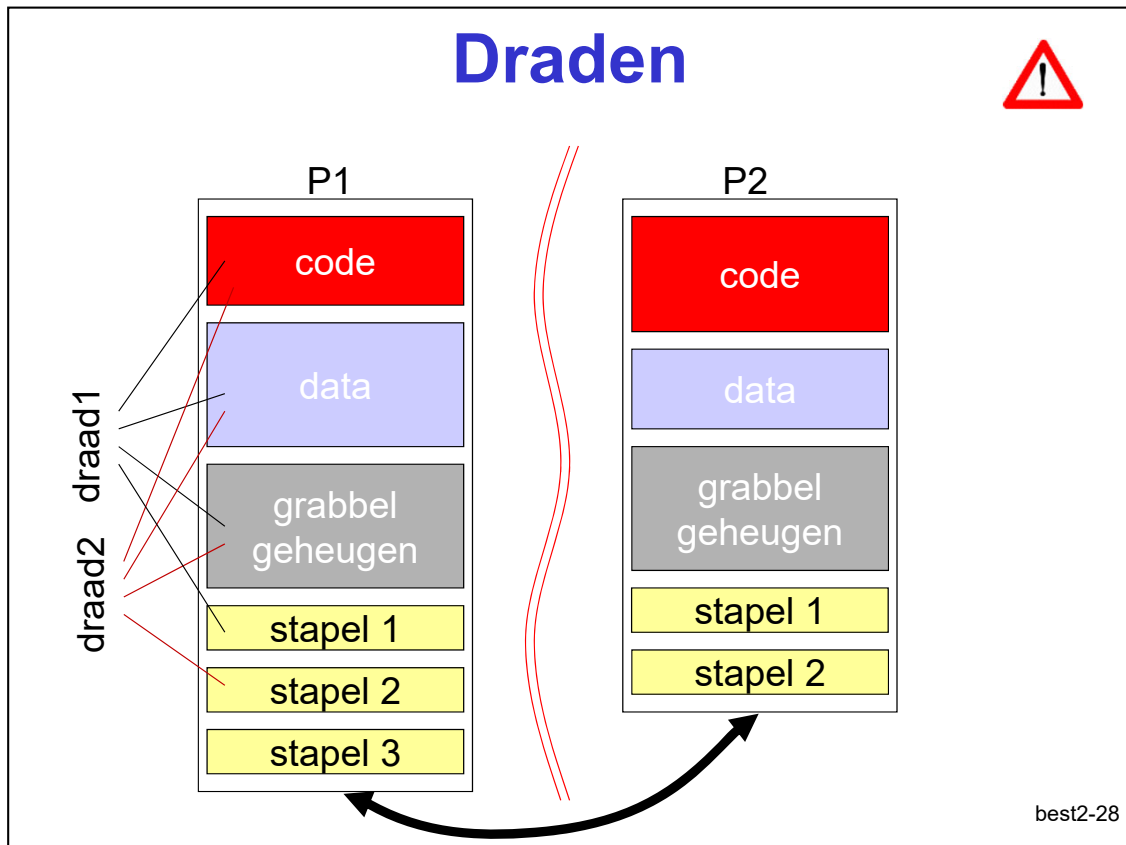 Draden
P1
P2
code
data
grabbel
geheugen
stapel 1
stapel 2
stapel 3
code
data
grabbel
geheugen
stapel 1
stapel 2
draad1
draad2
best2-28